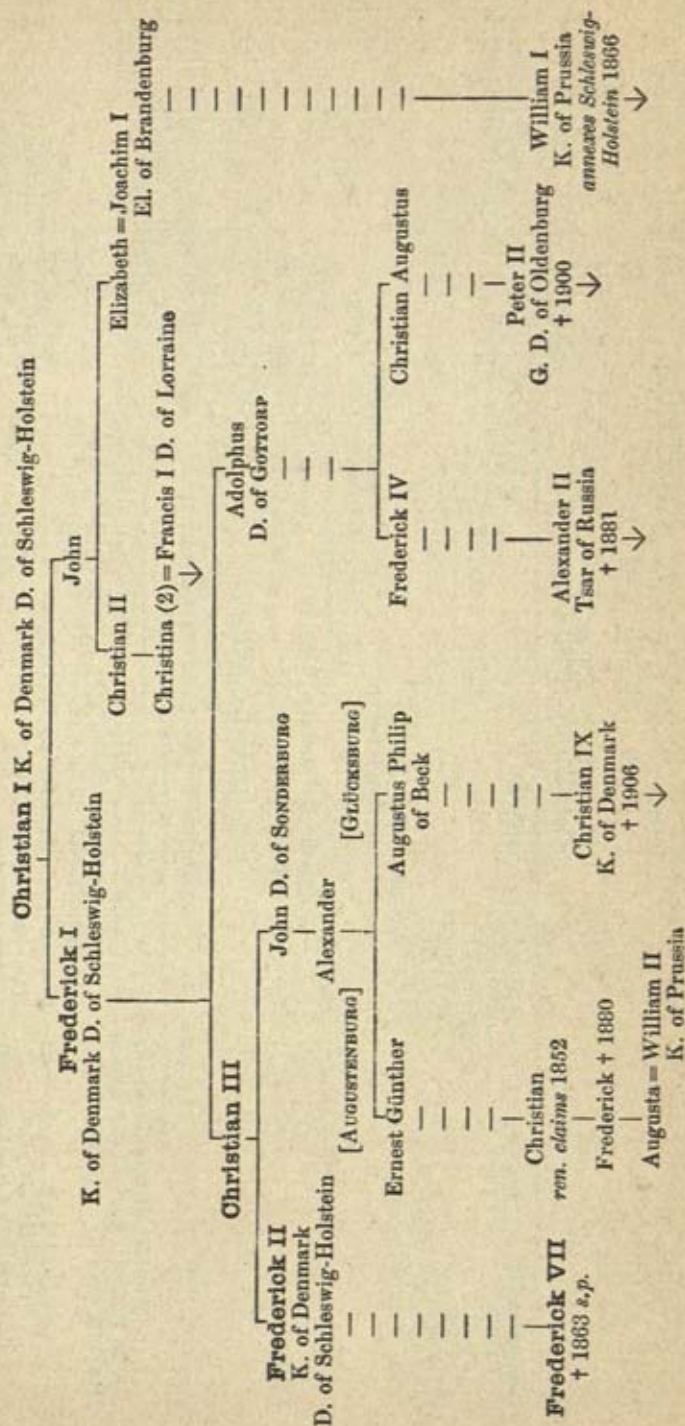 Christian I K. of Denmark D. of Schleswig-Holstein
Frederick I
K. of Denmark D. of Schleswig-Holstein
John
Christian II
Elizabeth = Joachim I
El. of Brandenburg
Christina (2) = Francis I D. of Lorraine
Christian III
Adolphus
D. of GOTTORP
Frederick II
K. of Denmark
D. of Schleswig-Holstein
John D. of SONDERBURG
Alexander
[AUGUSTENBURG]
[GLÜCKSBURG]
Ernest Günther
Augustus Philip
of Beck
Frederick IV
Christian Augustus
Frederick VII
† 1863 s.p.
Christian
ren. claims 1852
Frederick † 1880
Augusta = William II
K. of Prussia
Christian IX
K. of Denmark
† 1906
Alexander II
Tsar of Russia
† 1881
Peter II
G. D. of Oldenburg
† 1900
William I
K. of Prussia
annexes Schleswig-
Holstein 1866